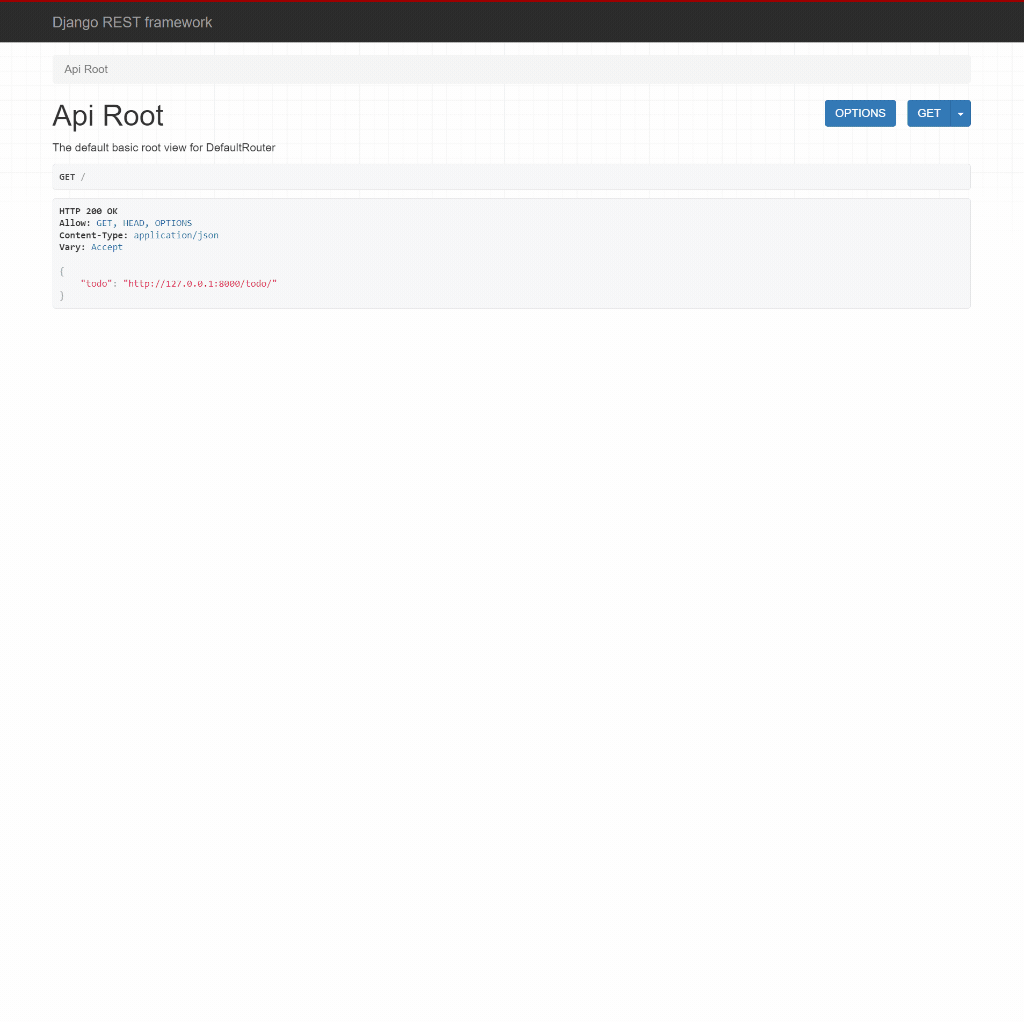 Django REST framework
Api Root
Api Root
OPTIONS
GET
The default basic root view for DefaultRouter
GET /
HTTP 200 OK
Allow: GET, HEAD, OPTIONS
Content-Type: application/json
Vary: Accept
{
    "todo": "http://127.0.0.1:8000/todo/"
}